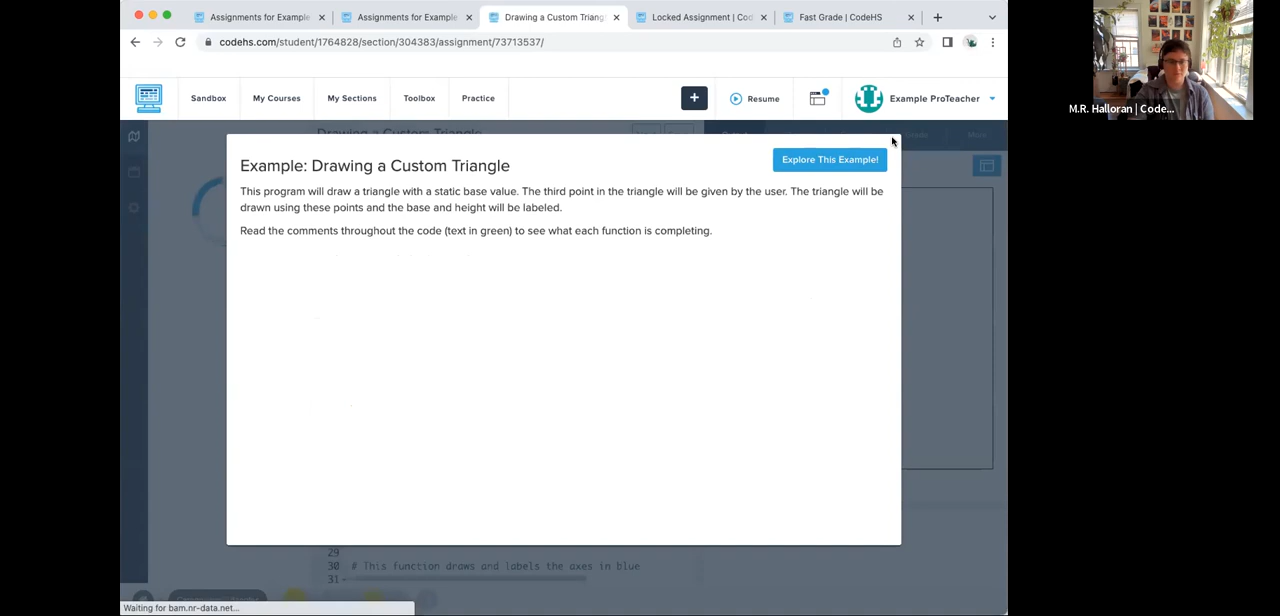 Assignments for Example
Assignments for Example
Drawing a Custom Triang
Locked Assignment | Cod
Fast Grade | CodeHS
codehs.com/student/1764828/section/304383/assignment/73713537/
Sandbox
My Courses
My Sections
Toolbox
Practice
Resume
Example ProTeacher
M.R. Halloran | Code...
Drawing a Custom Triangle
More
Example: Drawing a Custom Triangle
Explore This Example!
This program will draw a triangle with a static base value. The third point in the triangle will be given by the user. The triangle will be
drawn using these points and the base and height will be labeled.
Read the comments throughout the code (text in green) to see what each function is completing.
29
30 # This function draws and labels the axes in blue
31
Waiting for bam.nr-data.net...